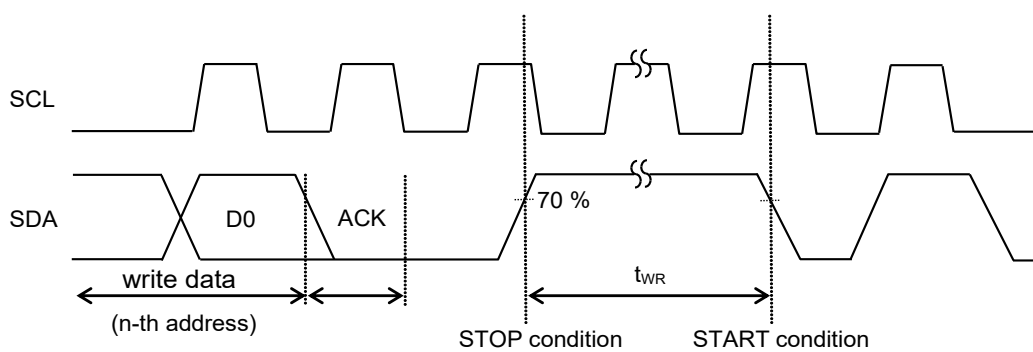 SCL
SDA
D0
ACK
70 %
write data
(n-th address)
tWR
STOP condition
START condition